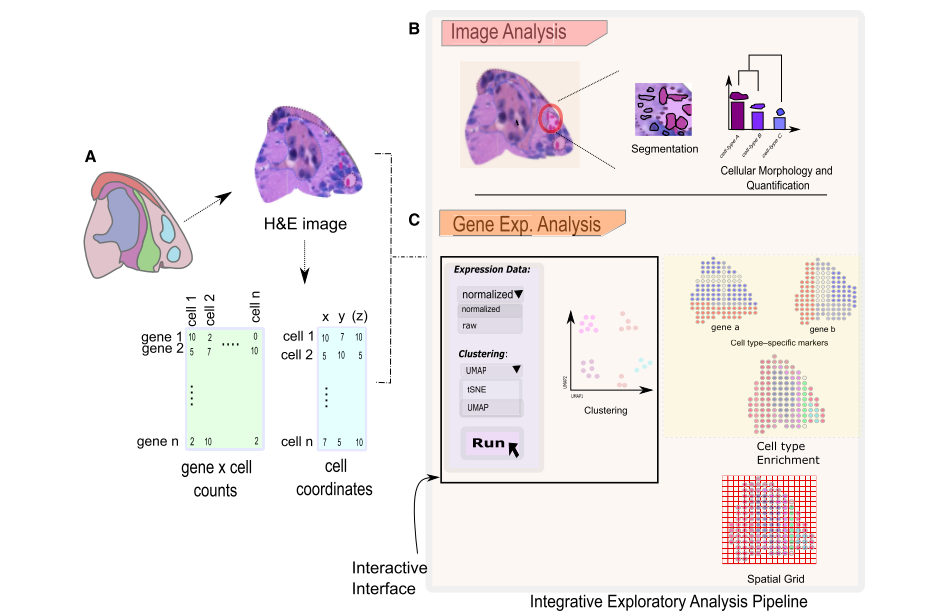 A
H&E image
cell 1
cell 2
cell n
gene 1 10 2 0
gene 2 5 7 10
gene n 2 10 2
gene x cell
counts
x y (z)
cell 1 10 7 10
cell 2 5 10 5
cell n 7 5 10
cell
coordinates
B
Image Analysis
Segmentation
cell-type A
cell-type B
cell-type C
Cellular Morphology and
Quantification
C
Gene Exp. Analysis
Expression Data:
normalized
normalized
raw
Clustering:
UMAP
tSNE
UMAP
Run
UMAP2
UMAP1
Clustering
gene a
gene b
Cell type–specific markers
Cell type
Enrichment
Spatial Grid
Interactive
Interface
Integrative Exploratory Analysis Pipeline